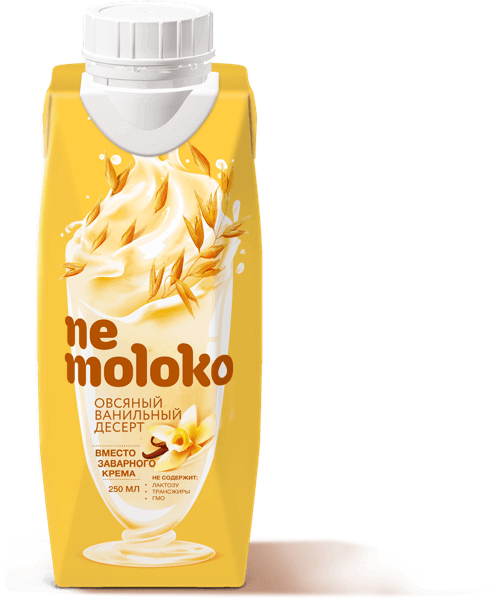 ne
moloko
ОВСЯНЫЙ
ВАНИЛЬНЫЙ
ДЕСЕРТ
ВМЕСТО
ЗАВАРНОГО
КРЕМА
250 МЛ
НЕ СОДЕРЖИТ:
• ЛАКТОЗУ
• ТРАНСЖИРЫ
• ГМО